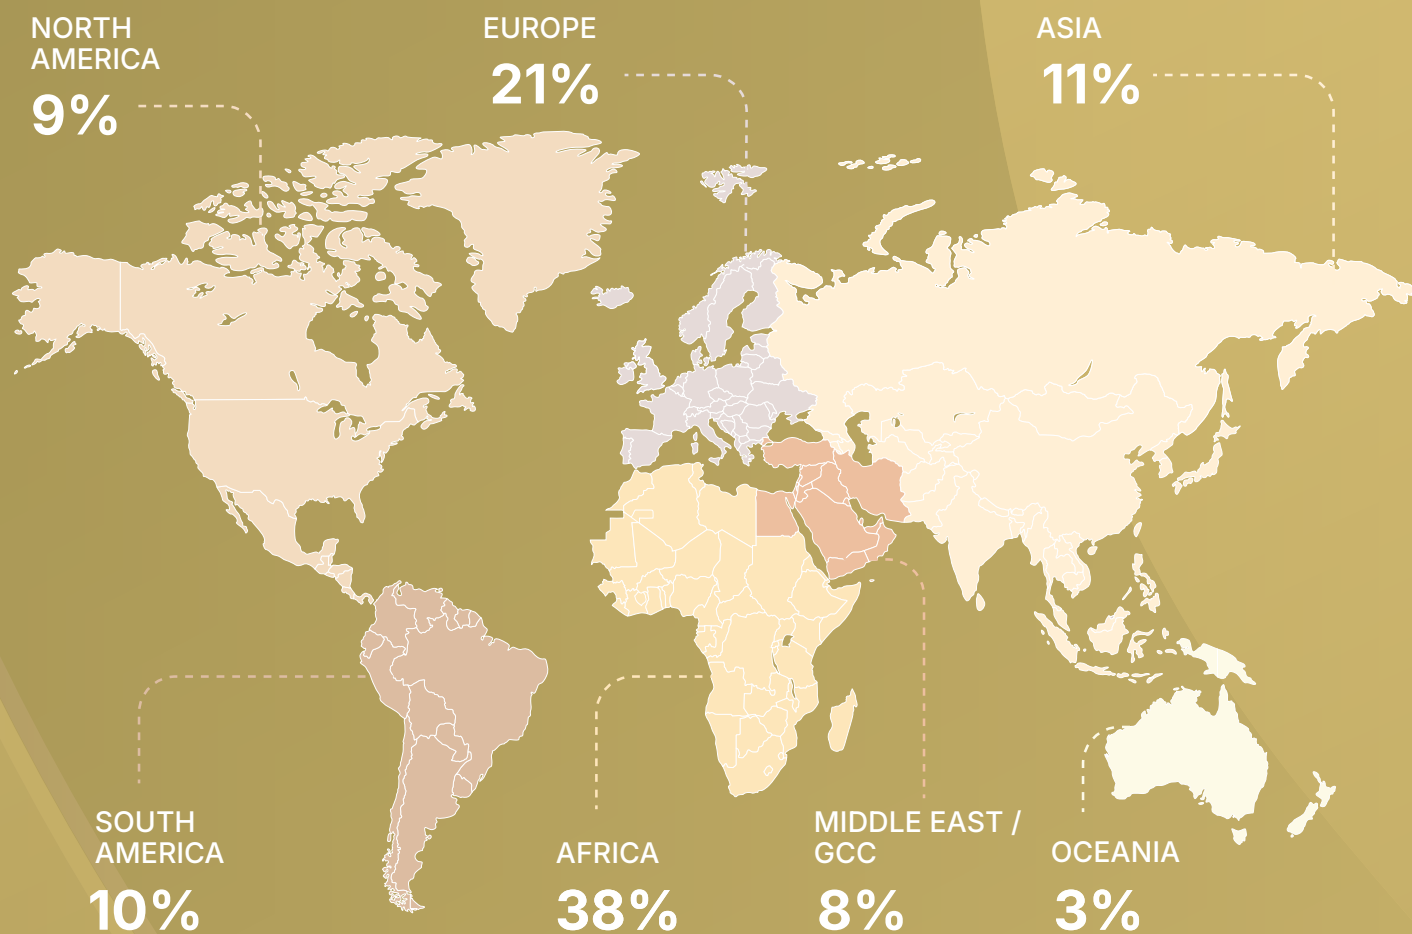 NORTH
AMERICA
9%
EUROPE
21%
ASIA
11%
SOUTH
AMERICA
10%
AFRICA
38%
MIDDLE EAST /
GCC
8%
OCEANIA
3%